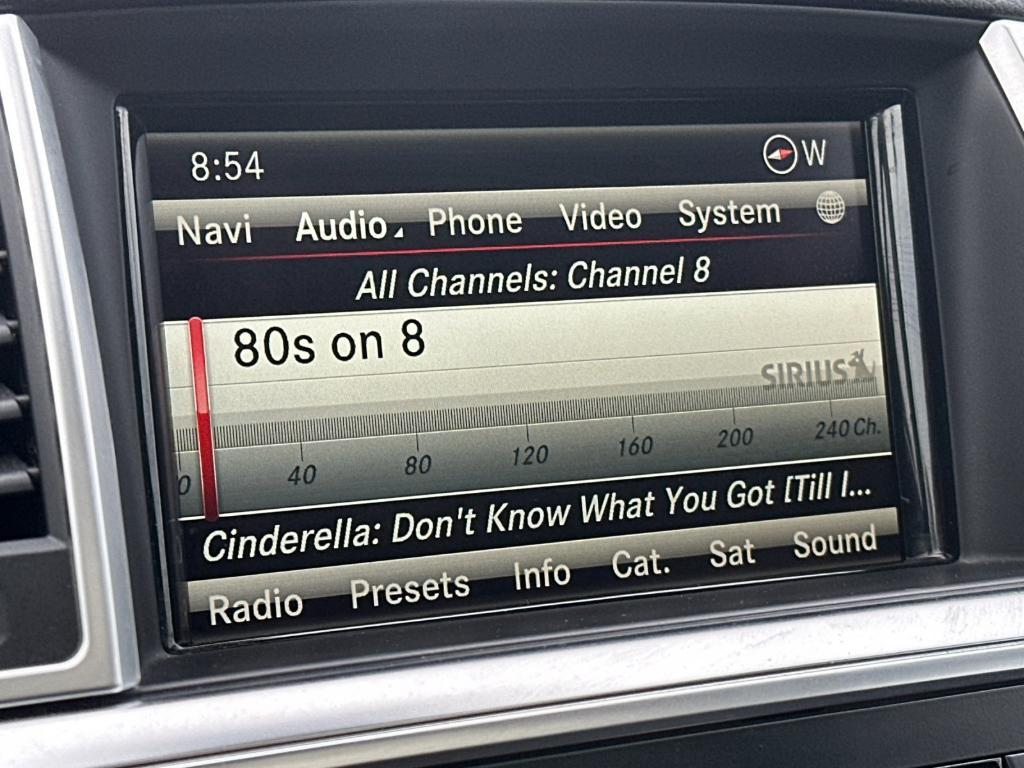 8:54 W
Navi Audio Phone Video System
All Channels: Channel 8
80s on 8
SIRIUS
0 40 80 120 160 200 240 Ch.
Cinderella: Don't Know What You Got [Till I...
Radio Presets Info Cat. Sat Sound